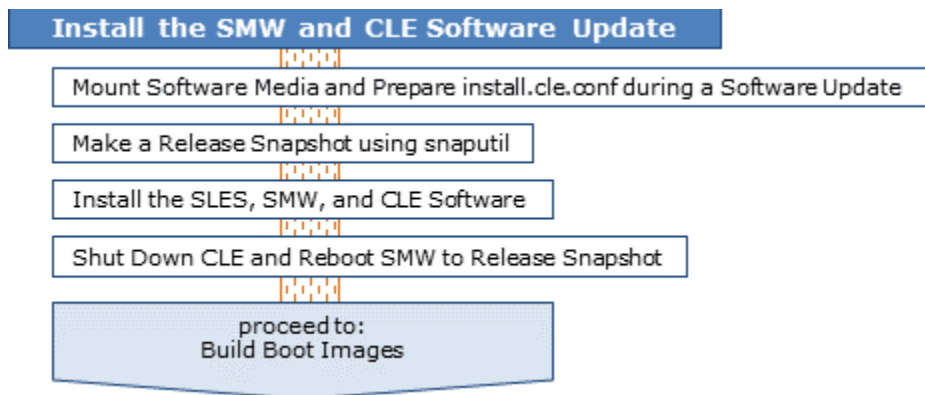 Install the SMW and CLE Software Update
Mount Software Media and Prepare install.cle.conf during a Software Update
Make a Release Snapshot using snaputil
Install the SLES, SMW, and CLE Software
Shut Down CLE and Reboot SMW to Release Snapshot
proceed to:
Build Boot Images